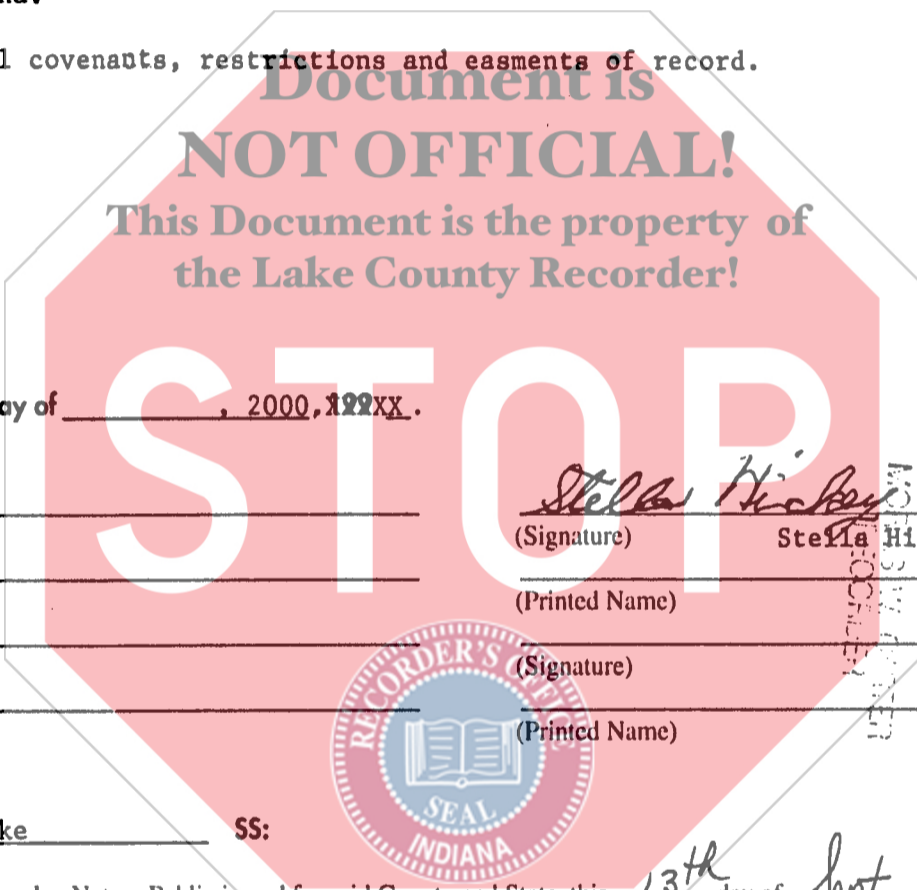 l covenants, restrictions and easments of record.
Document is
NOT OFFICIAL!
This Document is the property of
the Lake County Recorder!
STOP
ay of , 2000, 199XX.
Stella Hickey
(Signature) Stella Hi
(Printed Name)
(Signature)
(Printed Name)
RECORDER'S OFFICE
SEAL
INDIANA
ke SS:
13th